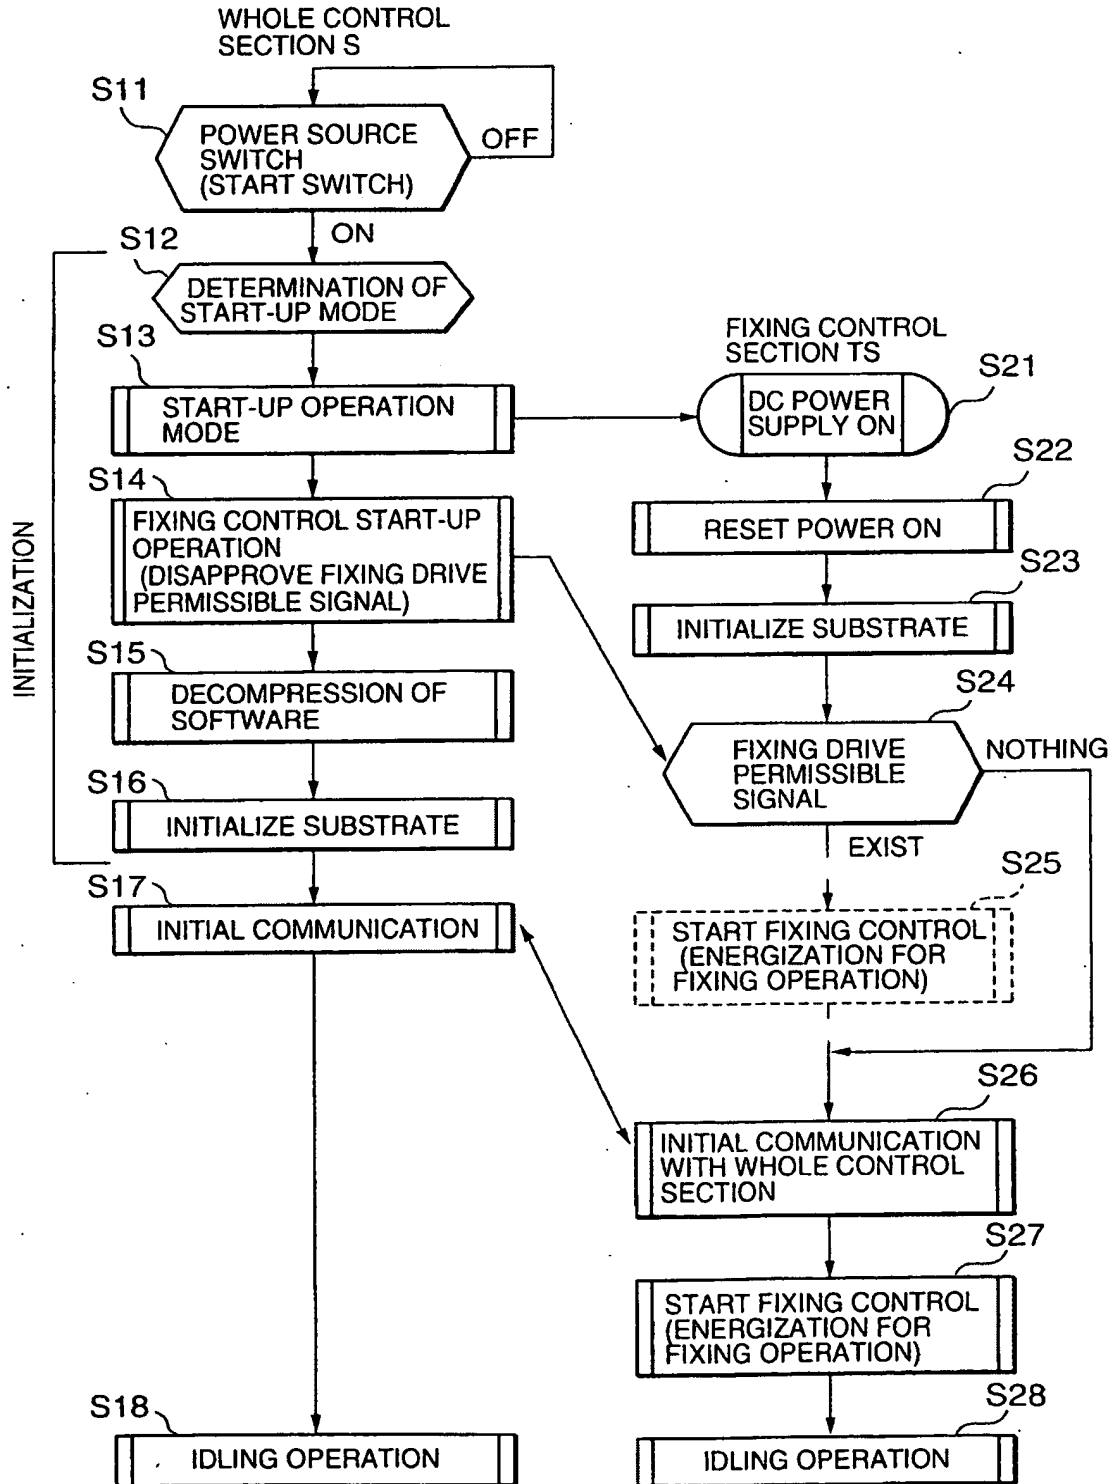 WHOLE CONTROL
SECTION S
S11
POWER SOURCE
SWITCH
(START SWITCH)
OFF
ON
S12
DETERMINATION OF
START-UP MODE
S13
START-UP OPERATION
MODE
S14
FIXING CONTROL START-UP
OPERATION
(DISAPPROVE FIXING DRIVE
PERMISSIBLE SIGNAL)
S15
DECOMPRESSION OF
SOFTWARE
S16
INITIALIZE SUBSTRATE
INITIALIZATION
S17
INITIAL COMMUNICATION
S18
IDLING OPERATION
FIXING CONTROL
SECTION TS
S21
DC POWER
SUPPLY ON
S22
RESET POWER ON
S23
INITIALIZE SUBSTRATE
S24
FIXING DRIVE
PERMISSIBLE
SIGNAL
NOTHING
EXIST
S25
START FIXING CONTROL
(ENERGIZATION FOR
FIXING OPERATION)
S26
INITIAL COMMUNICATION
WITH WHOLE CONTROL
SECTION
S27
START FIXING CONTROL
(ENERGIZATION FOR
FIXING OPERATION)
S28
IDLING OPERATION